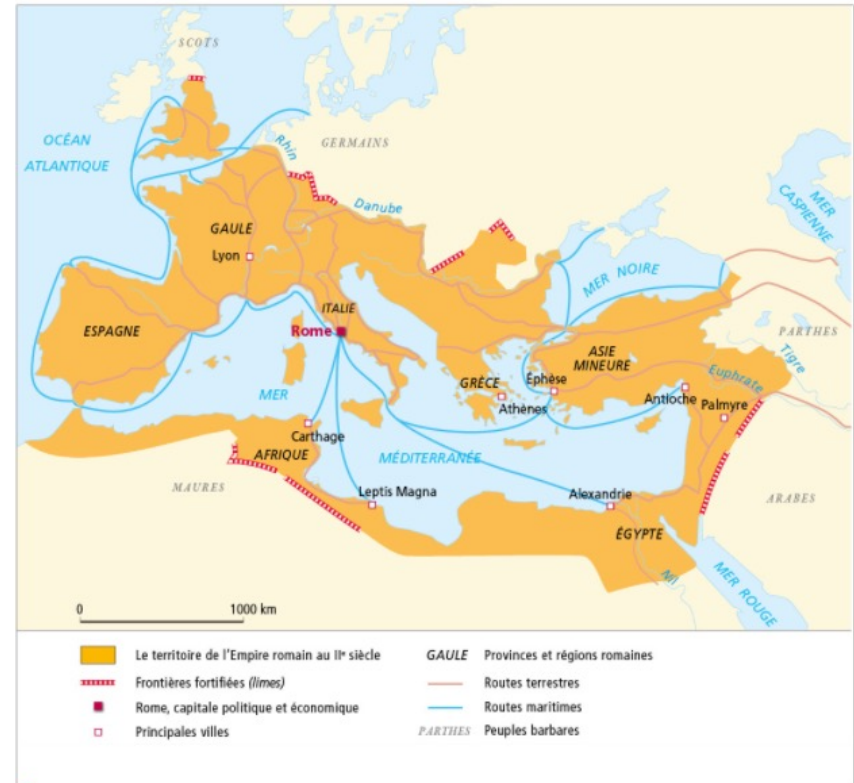 SCOTS
OCÉAN
ATLANTIQUE
GERMAINS
Rhin
Danube
GAULE
Lyon
MER
CASPIENNE
MER NOIRE
ITALIE
Rome
ESPAGNE
PARTHES
Tigre
ASIE
MINEURE
Euphrate
GRÈCE
Éphèse
Athènes
Antioche
Palmyre
MER
MÉDITERRANÉE
Carthage
AFRIQUE
MAURES
Leptis Magna
Alexandrie
ARABES
ÉGYPTE
Nil
MER ROUGE
0 1000 km
Le territoire de l'Empire romain au IIe siècle
Frontières fortifiées (limes)
Rome, capitale politique et économique
Principales villes
GAULE Provinces et régions romaines
Routes terrestres
Routes maritimes
PARTHES Peuples barbares